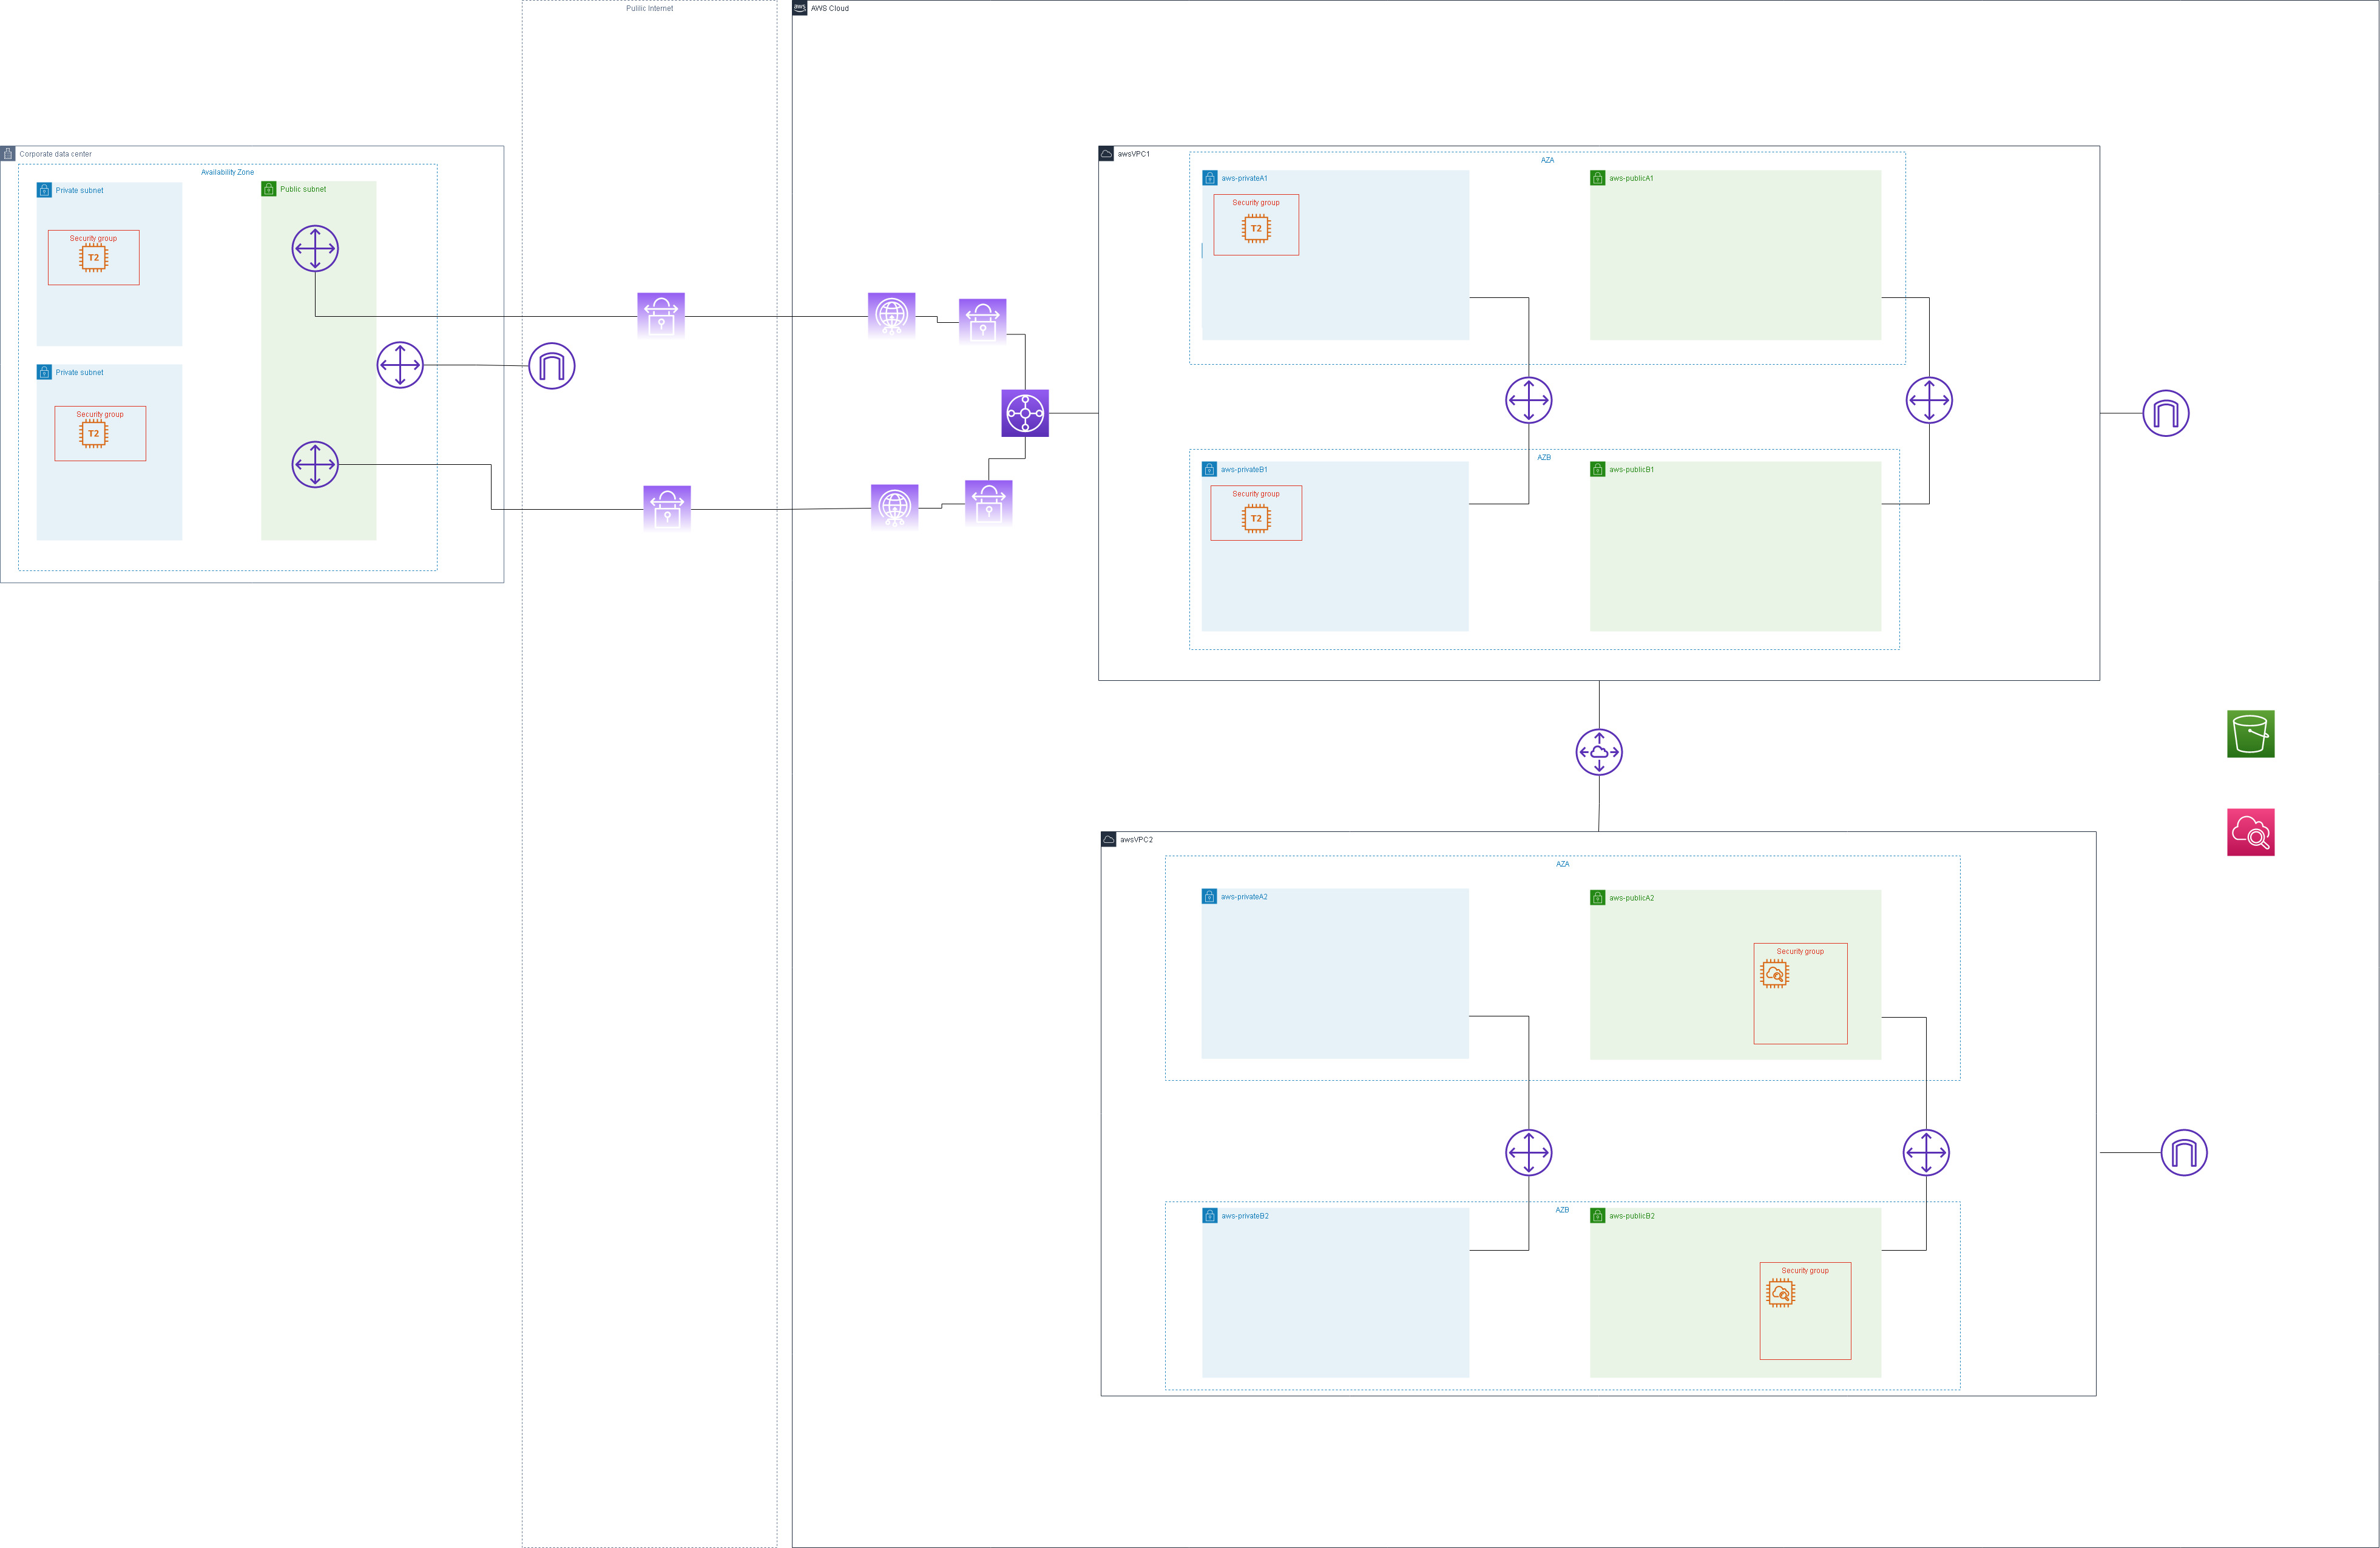 Pulilc Internet
aws
AWS Cloud
Corporate data center
Availability Zone
Private subnet
Security group
T2
Public subnet
Private subnet
Security group
T2
awsVPC1
AZA
aws-privateA1
Security group
T2
aws-publicA1
AZB
aws-privateB1
Security group
T2
aws-publicB1
awsVPC2
AZA
aws-privateA2
aws-publicA2
Security group
AZB
aws-privateB2
aws-publicB2
Security group